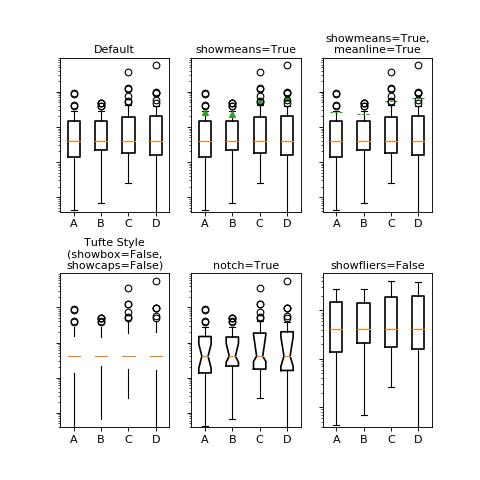 Default
showmeans=True
showmeans=True,
meanline=True
A B C D
A B C D
A B C D
Tufte Style
(showbox=False,
showcaps=False)
notch=True
showfliers=False
A B C D
A B C D
A B C D